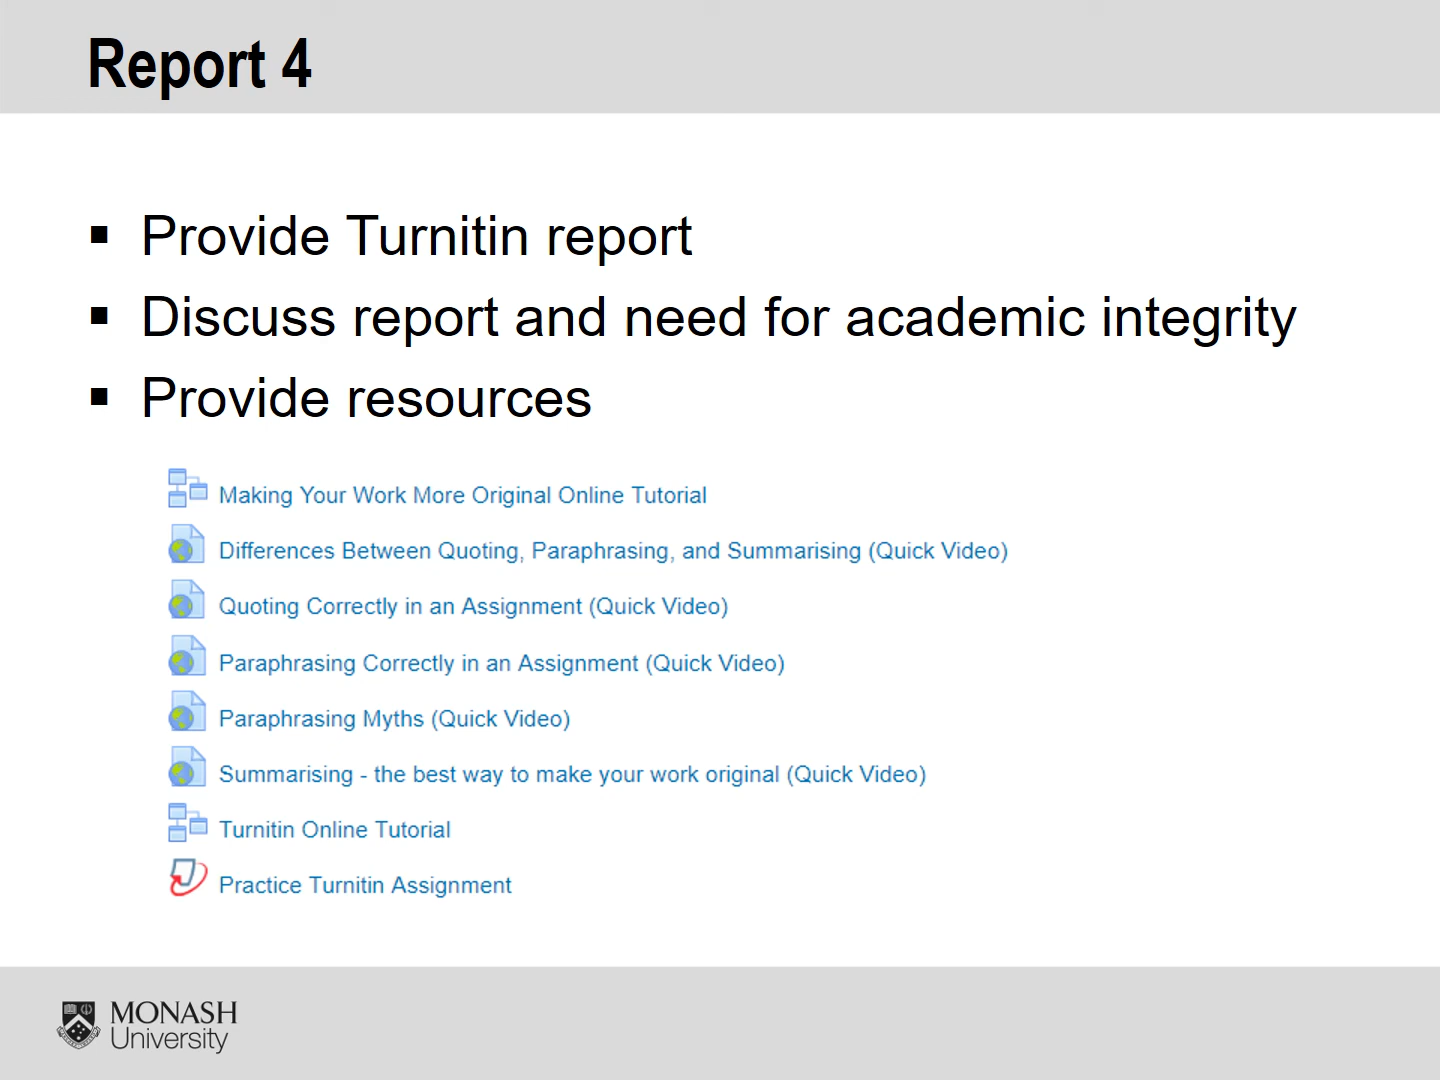 Report 4
Provide Turnitin report
Discuss report and need for academic integrity
Provide resources
Making Your Work More Original Online Tutorial
Differences Between Quoting, Paraphrasing, and Summarising (Quick Video)
Quoting Correctly in an Assignment (Quick Video)
Paraphrasing Correctly in an Assignment (Quick Video)
Paraphrasing Myths (Quick Video)
Summarising - the best way to make your work original (Quick Video)
Turnitin Online Tutorial
Practice Turnitin Assignment
MONASH
University